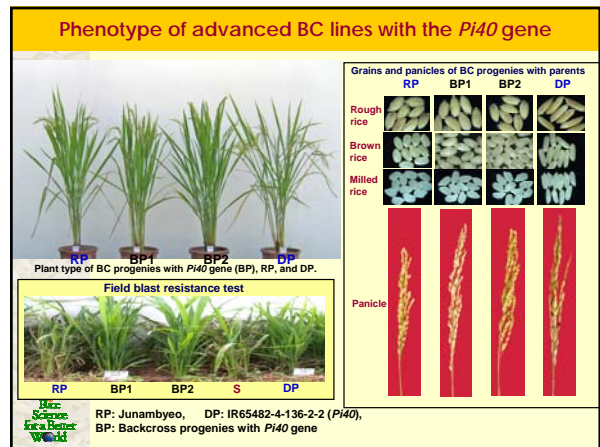 Phenotype of advanced BC lines with the Pi40 gene
RP BP1 BP2 DP
Plant type of BC progenies with Pi40 gene (BP), RP, and DP.
Field blast resistance test
RP BP1 BP2 S DP
Grains and panicles of BC progenies with parents
RP BP1 BP2 DP
Rough
rice
Brown
rice
Milled
rice
Panicle
Rice
Science
for a Better
World
RP: Junambyeo, DP: IR65482-4-136-2-2 (Pi40),
BP: Backcross progenies with Pi40 gene